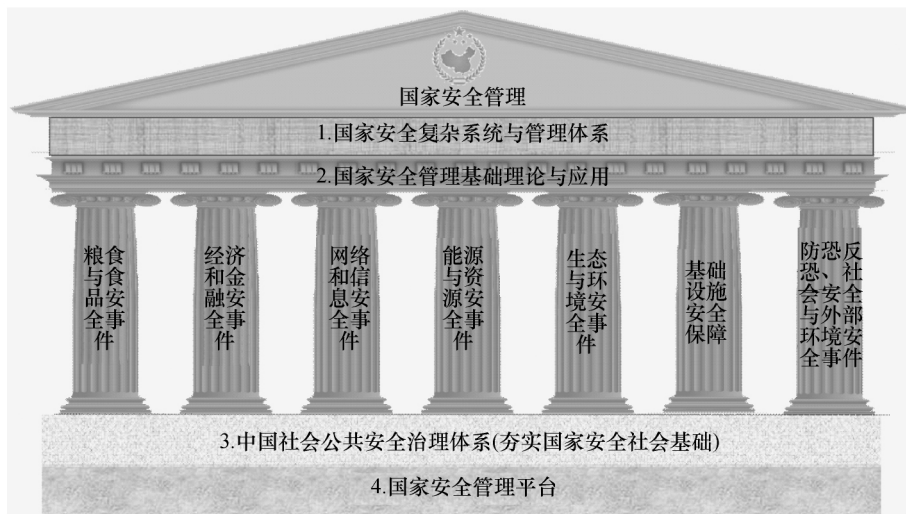 国家安全管理
1.国家安全复杂系统与管理体系
2.国家安全管理基础理论与应用
粮食
与食
品安
全事
件
经济
和金
融安
全事
件
网络
和信
息安
全事
件
能源
与资
源安
全事
件
生态
与环
境安
全事
件
基础
设施
安全
保障
防恐反
恐、社
会安全
与外部
环境安
全事件
3.中国社会公共安全治理体系(夯实国家安全社会基础)
4.国家安全管理平台